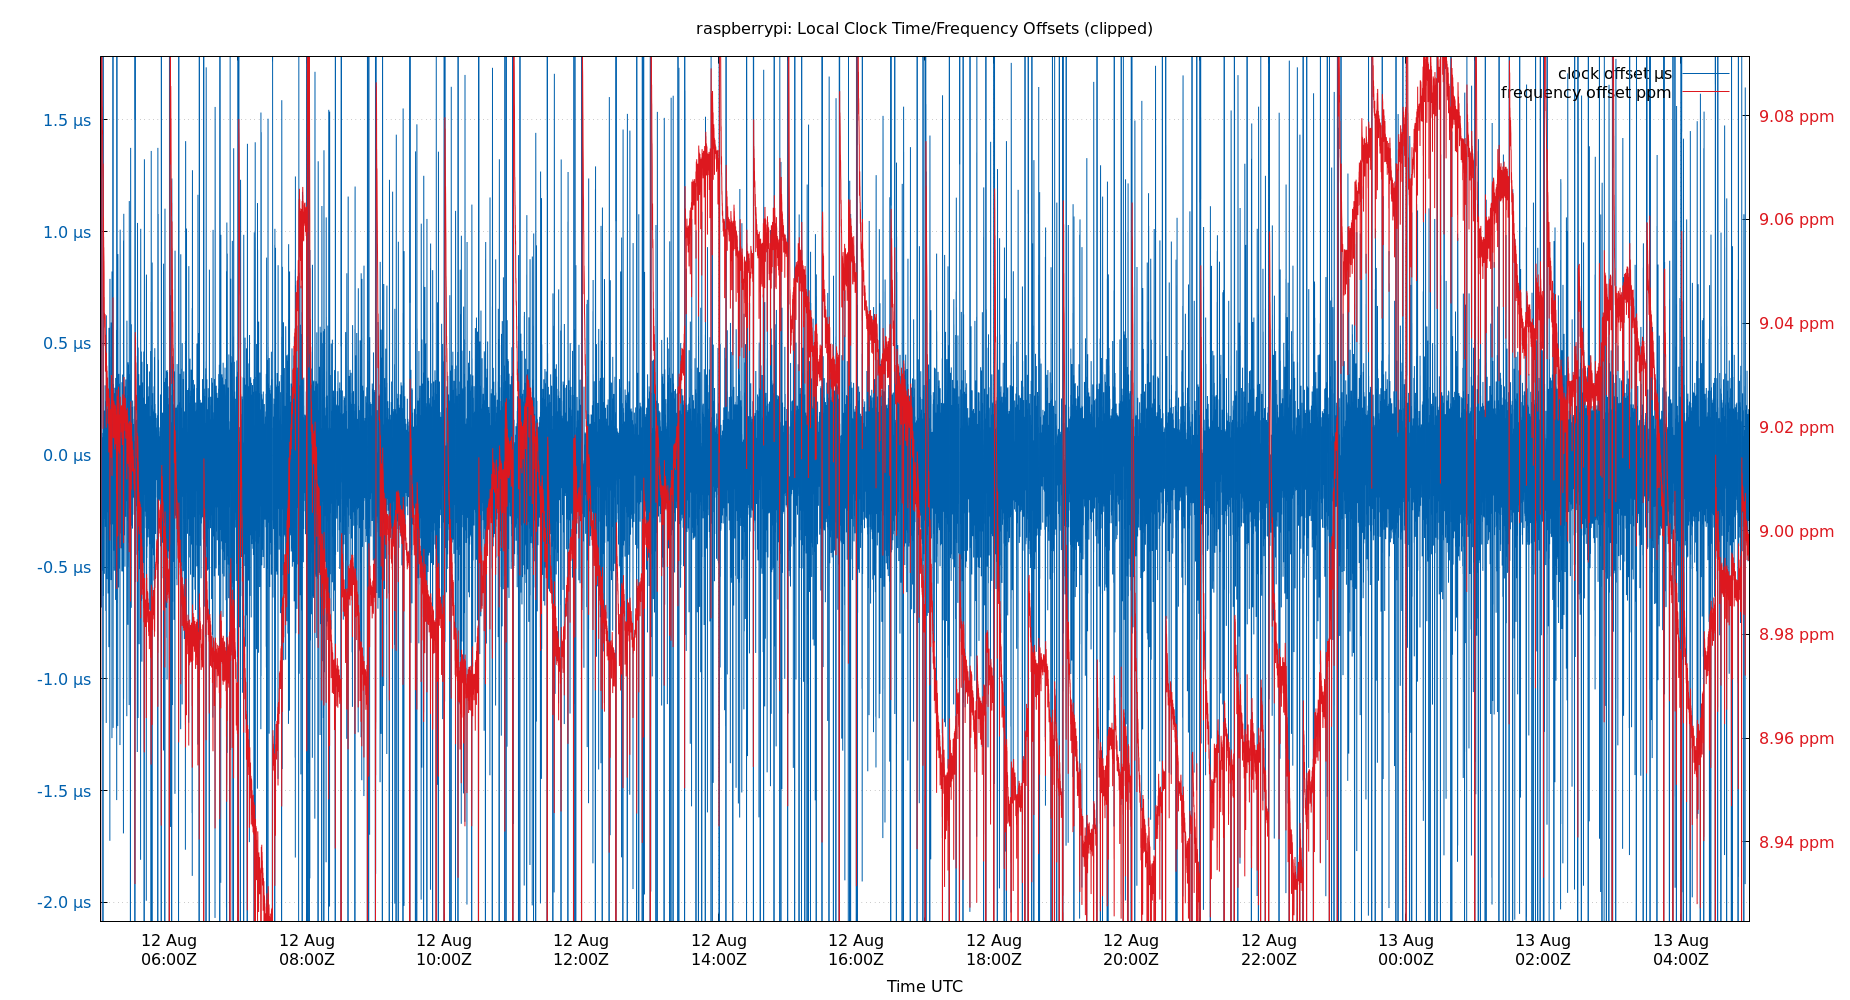 raspberrypi: Local Clock Time/Frequency Offsets (clipped)
clock offset µs
frequency offset ppm
1.5 µs
1.0 µs
0.5 µs
0.0 µs
-0.5 µs
-1.0 µs
-1.5 µs
-2.0 µs
9.08 ppm
9.06 ppm
9.04 ppm
9.02 ppm
9.00 ppm
8.98 ppm
8.96 ppm
8.94 ppm
12 Aug 12 Aug 12 Aug 12 Aug 12 Aug 12 Aug 12 Aug 12 Aug 12 Aug 13 Aug 13 Aug 13 Aug
06:00Z 08:00Z 10:00Z 12:00Z 14:00Z 16:00Z 18:00Z 20:00Z 22:00Z 00:00Z 02:00Z 04:00Z
Time UTC